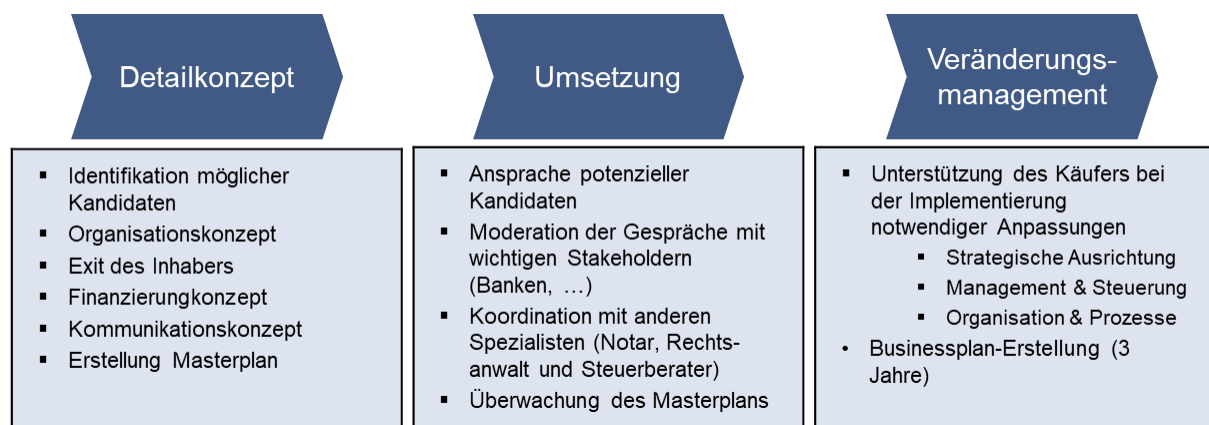 Detailkonzept
▪ Identifikation möglicher
Kandidaten
▪ Organisationskonzept
▪ Exit des Inhabers
▪ Finanzierungkonzept
▪ Kommunikationskonzept
▪ Erstellung Masterplan
Umsetzung
▪ Ansprache potenzieller
Kandidaten
▪ Moderation der Gespräche mit
wichtigen Stakeholdern
(Banken, …)
▪ Koordination mit anderen
Spezialisten (Notar, Rechts-
anwalt und Steuerberater)
▪ Überwachung des Masterplans
Veränderungs-
management
▪ Unterstützung des Käufers bei
der Implementierung
notwendiger Anpassungen
▪ Strategische Ausrichtung
▪ Management & Steuerung
▪ Organisation & Prozesse
• Businessplan-Erstellung (3
Jahre)